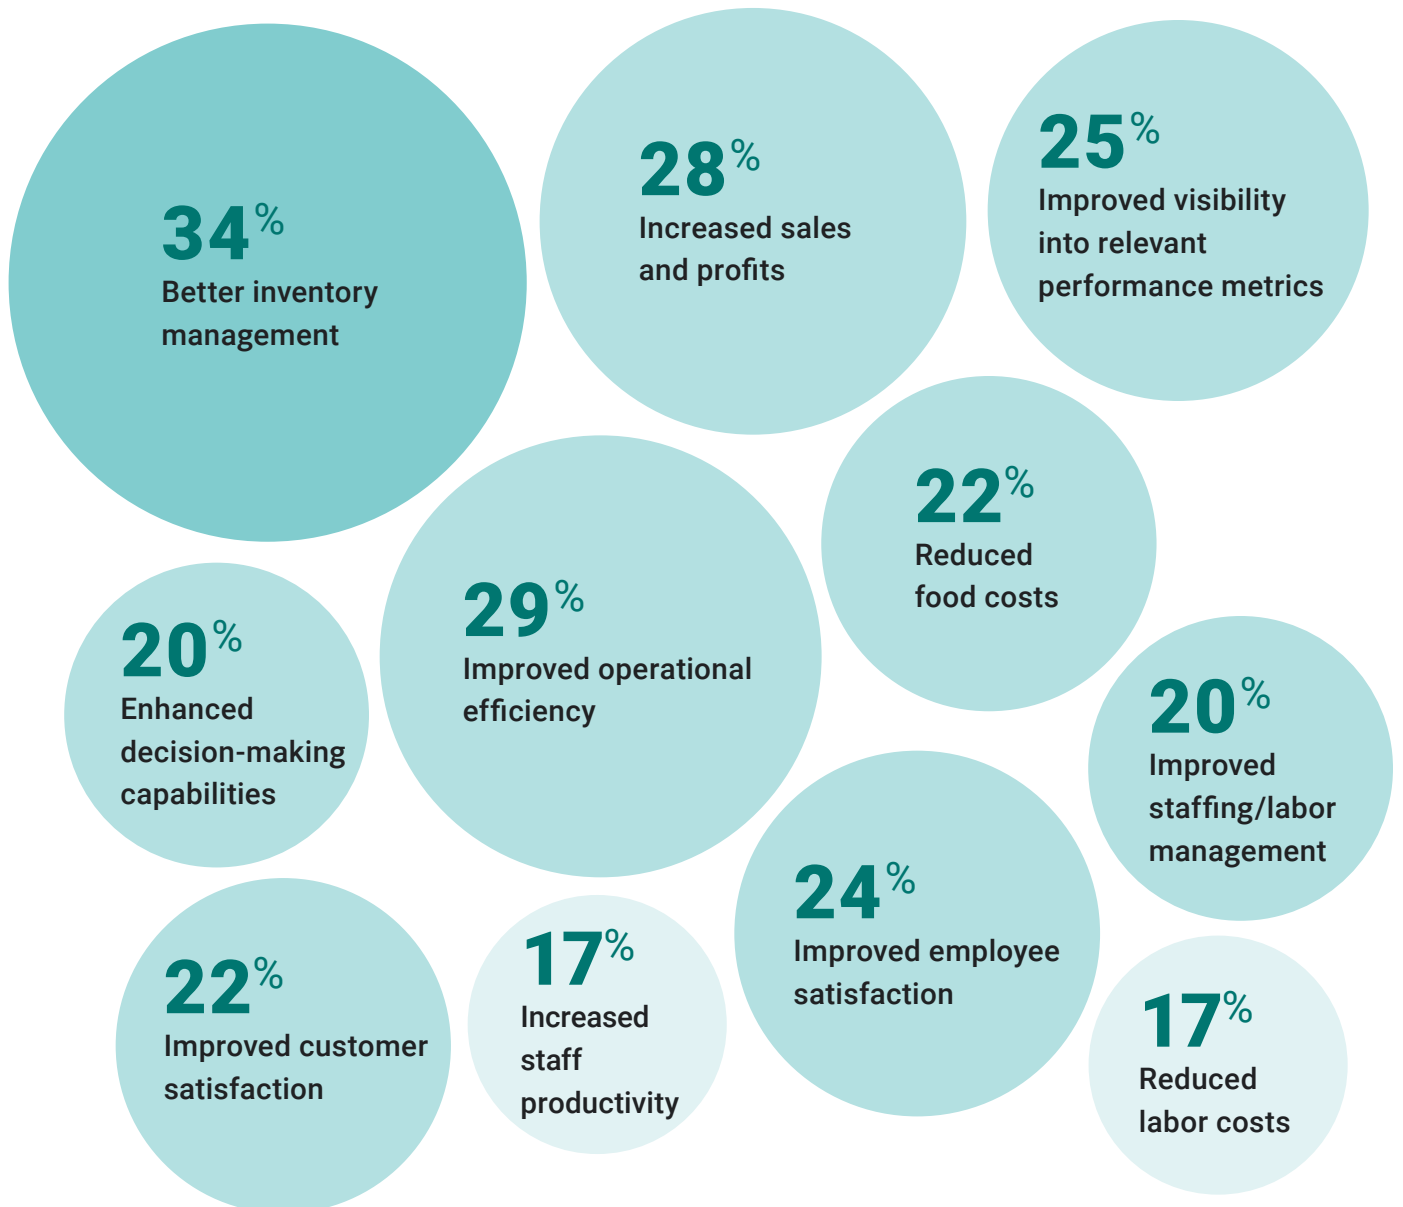 34%
Better inventory
management
28%
Increased sales
and profits
25%
Improved visibility
into relevant
performance metrics
22%
Reduced
food costs
29%
Improved operational
efficiency
20%
Enhanced
decision-making
capabilities
20%
Improved
staffing/labor
management
24%
Improved employee
satisfaction
22%
Improved customer
satisfaction
17%
Increased
staff
productivity
17%
Reduced
labor costs